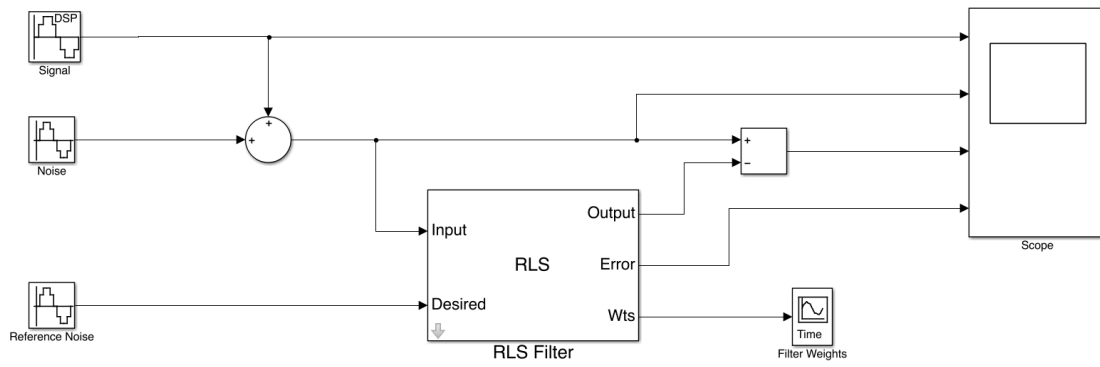 DSP
Signal
+
+
Noise
+
−
Output
Input
RLS
Error
Desired
Wts
RLS Filter
Reference Noise
Time
Filter Weights
Scope